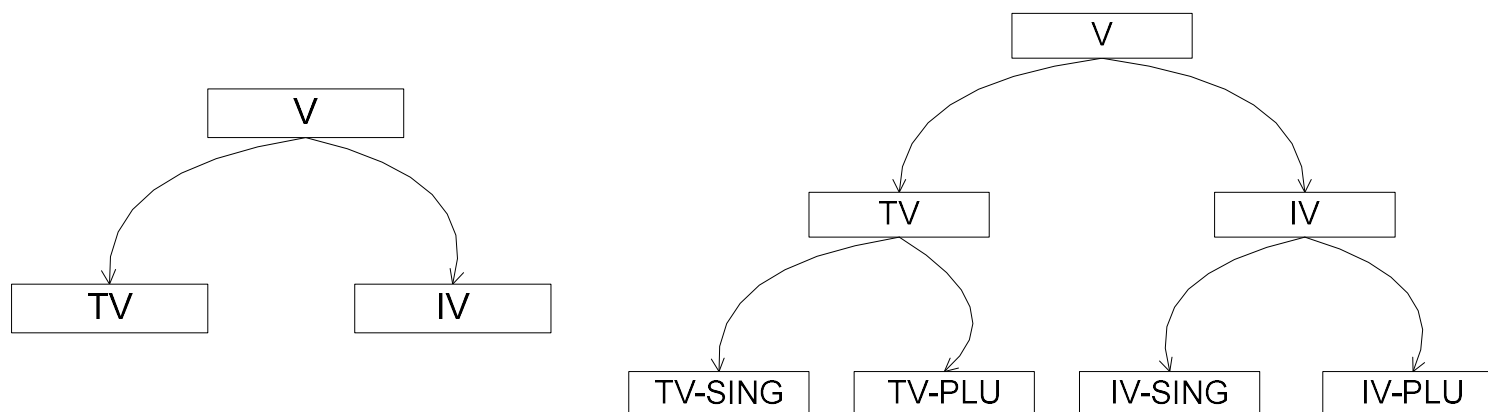 V
TV
IV
V
TV
IV
TV-SING
TV-PLU
IV-SING
IV-PLU